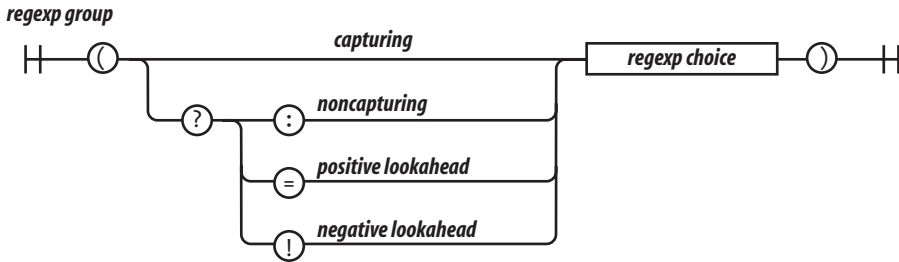 regexp group
( capturing regexp choice )
? : noncapturing
= positive lookahead
! negative lookahead